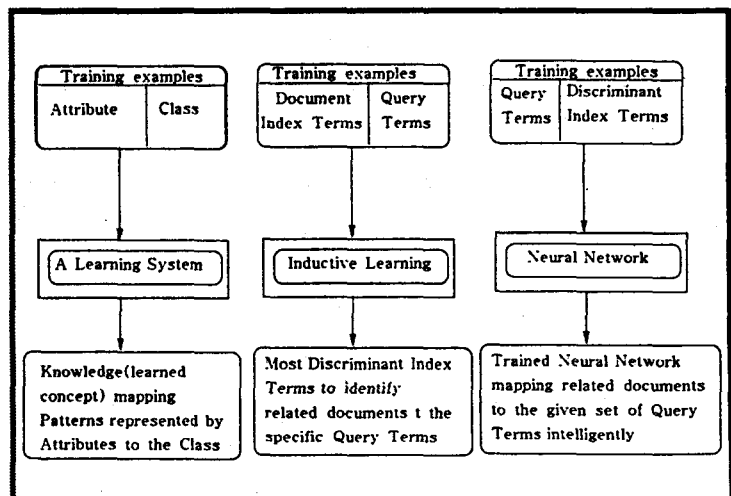 Training examples
Attribute
Class
A Learning System
Knowledge(learned
concept) mapping
Patterns represented by
Attributes to the Class
Training examples
Document
Index Terms
Query
Terms
Inductive Learning
Most Discriminant Index
Terms to identify
related documents t the
specific Query Terms
Training examples
Query
Terms
Discriminant
Index Terms
Neural Network
Trained Neural Network
mapping related documents
to the given set of Query
Terms intelligently